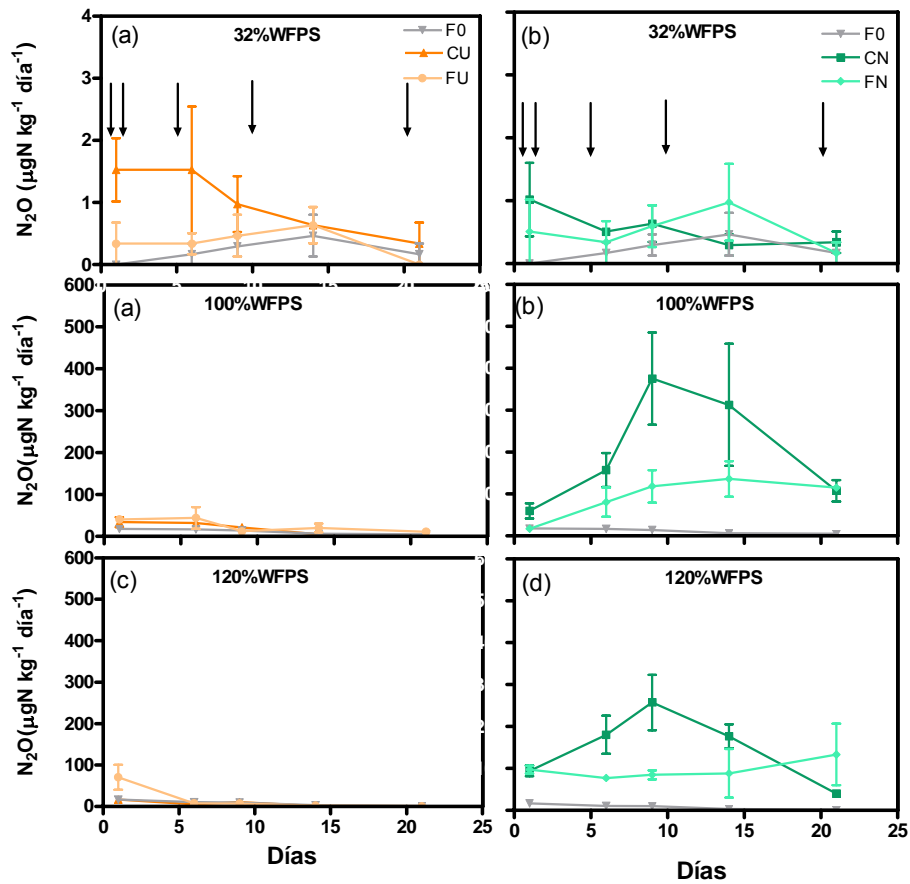 (a) 32%WFPS
F0
CU
FU
(b) 32%WFPS
F0
CN
FN
N₂O (µgN kg⁻¹ día⁻¹)
4
3
2
1
0
(a) 100%WFPS
(b) 100%WFPS
N₂O(µgN kg⁻¹ día⁻¹)
600
500
400
300
200
100
0
(c) 120%WFPS
(d) 120%WFPS
N₂O(µgN kg⁻¹ día⁻¹)
600
500
400
300
200
100
0
0 5 10 15 20 25
0 5 10 15 20 25
Días
Días